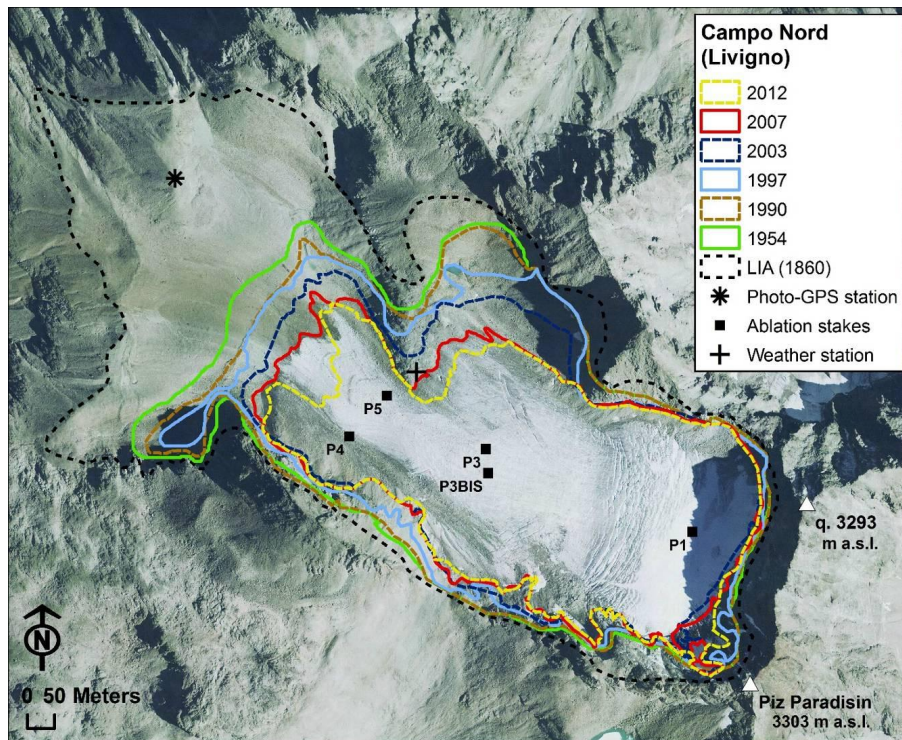 Campo Nord
(Livigno)
2012
2007
2003
1997
1990
1954
LIA (1860)
Photo-GPS station
Ablation stakes
Weather station
P5
P4
P3
P3BIS
P1
q. 3293
m a.s.l.
N
0 50 Meters
Piz Paradisin
3303 m a.s.l.